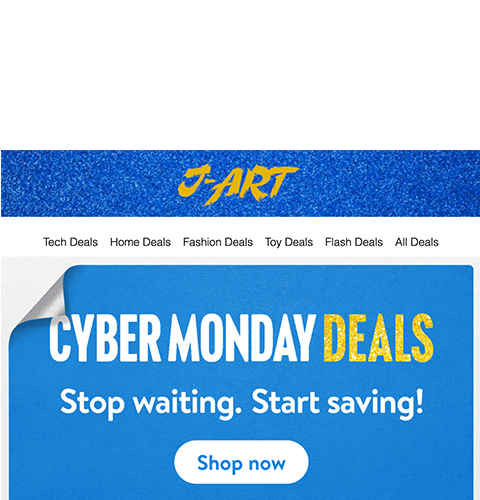 J-ART
Tech Deals Home Deals Fashion Deals Toy Deals Flash Deals All Deals
CYBER MONDAY DEALS
Stop waiting. Start saving!
Shop now